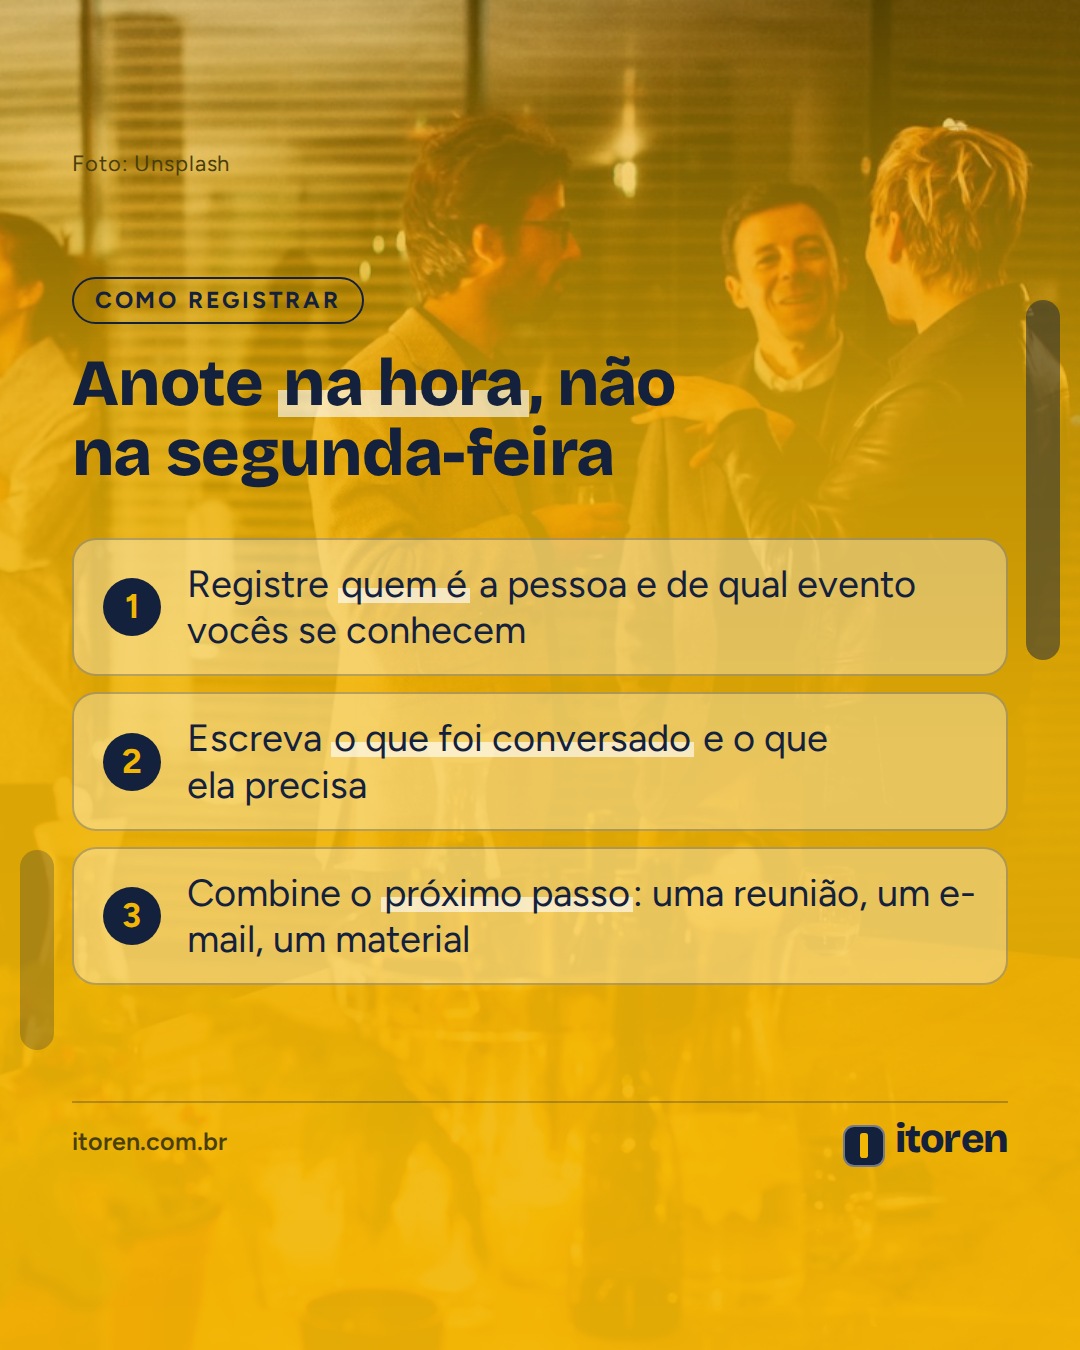 Foto: Unsplash
COMO REGISTRAR
Anote na hora, não
na segunda-feira
1
Registre quem é a pessoa e de qual evento
vocês se conhecem
2
Escreva o que foi conversado e o que
ela precisa
3
Combine o próximo passo: uma reunião, um e-
mail, um material
itoren.com.br
itoren